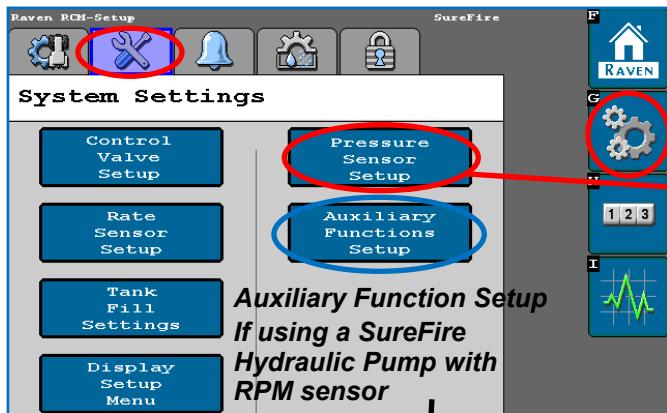 Raven RCM-Setup SureFire
F
RAVEN
System Settings
G
Control
Valve
Setup
Pressure
Sensor
Setup
Rate
Sensor
Setup
Auxiliary
Functions
Setup
1 2 3
I
Tank
Fill
Settings
Auxiliary Function Setup
If using a SureFire
Hydraulic Pump with
RPM sensor
Display
Setup
Menu